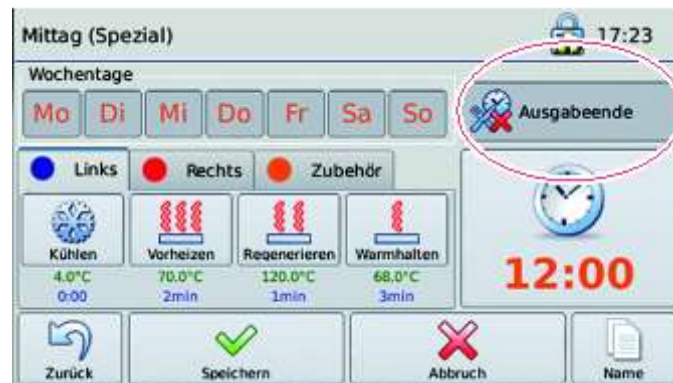 Mittag (Spezial) 17:23
Wochentage
Mo Di Mi Do Fr Sa So
Ausgabeende
Links Rechts Zubehör
Kühlen Vorheizen Regenerieren Warmhalten
4.0°C 70.0°C 120.0°C 68.0°C
0:00 2min 1min 3min
12:00
Zurück Speichern Abbruch Name